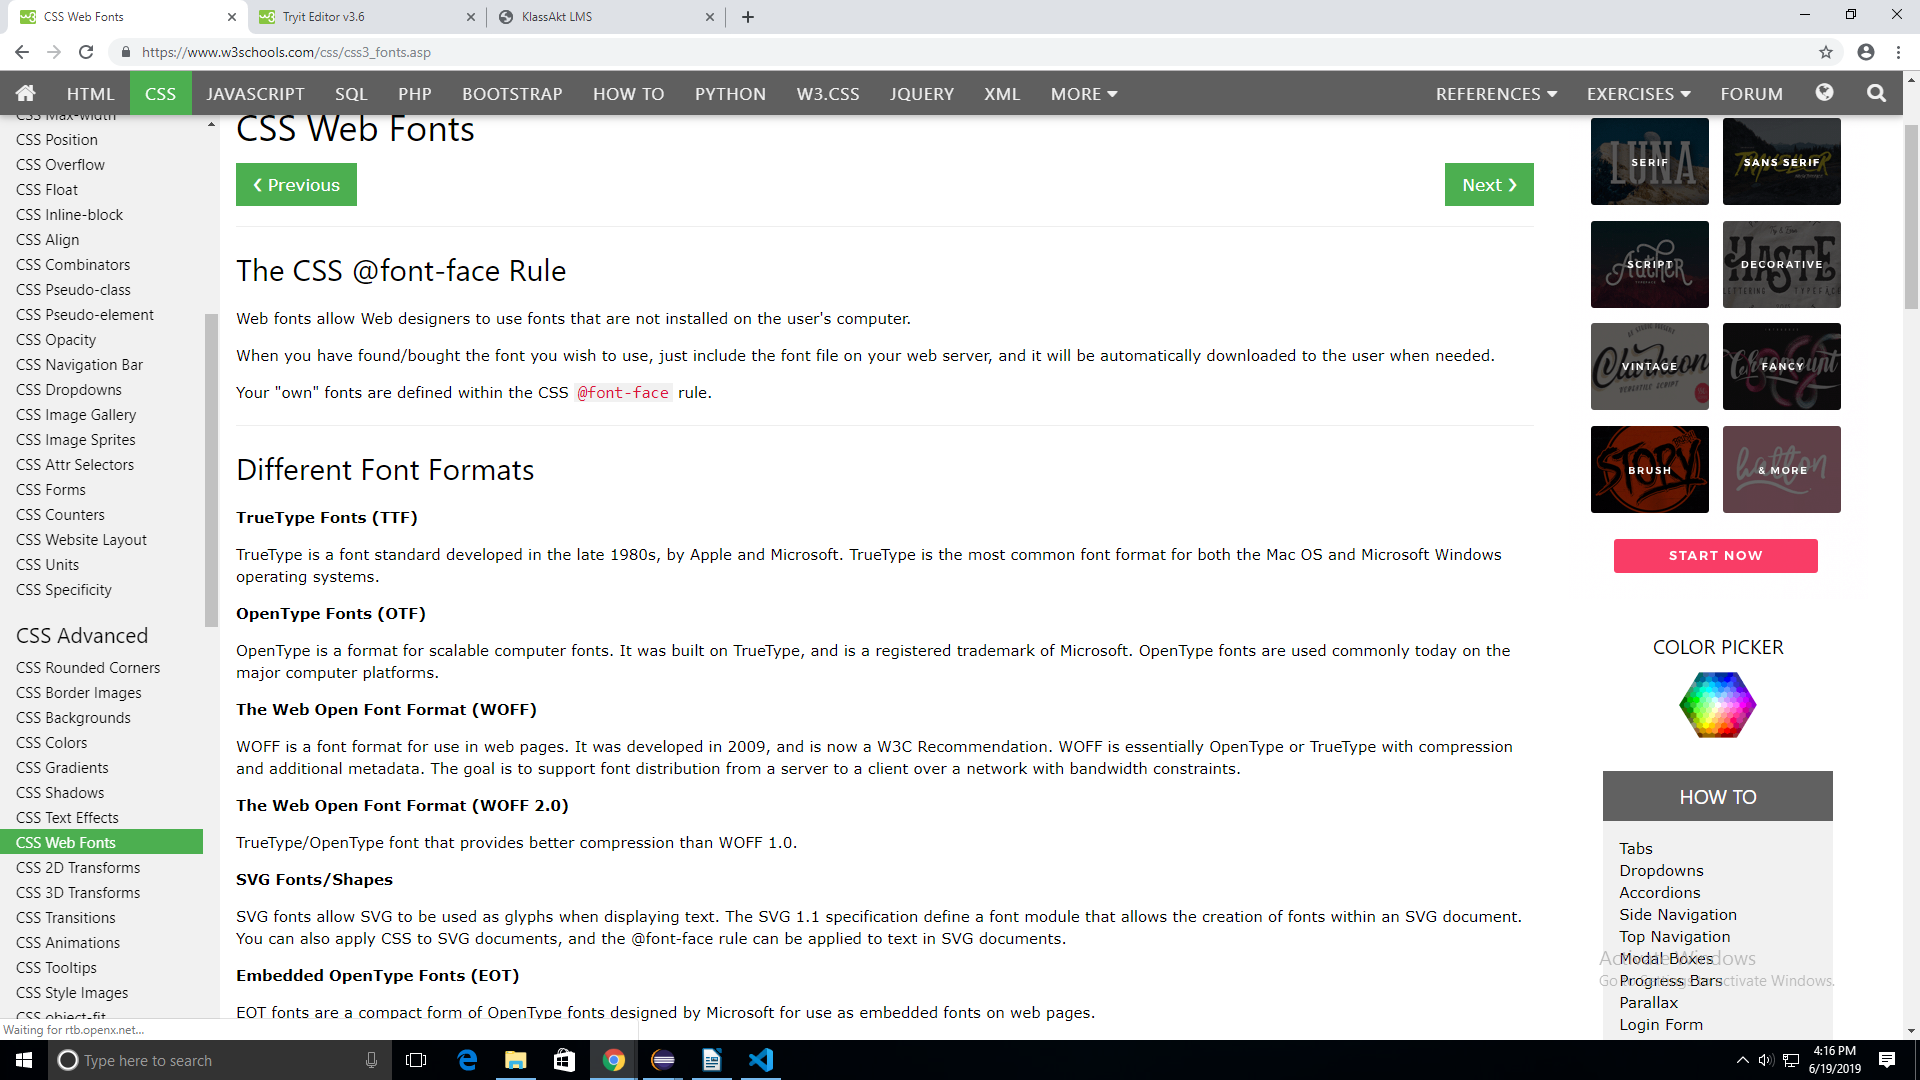 CSS Web Fonts
Tryit Editor v3.6
KlassAkt LMS
https://www.w3schools.com/css/css3_fonts.asp
HTML
CSS
JAVASCRIPT
SQL
PHP
BOOTSTRAP
HOW TO
PYTHON
W3.CSS
JQUERY
XML
MORE
REFERENCES
EXERCISES
FORUM
CSS Max-width
CSS Position
CSS Overflow
CSS Float
CSS Inline-block
CSS Align
CSS Combinators
CSS Pseudo-class
CSS Pseudo-element
CSS Opacity
CSS Navigation Bar
CSS Dropdowns
CSS Image Gallery
CSS Image Sprites
CSS Attr Selectors
CSS Forms
CSS Counters
CSS Website Layout
CSS Units
CSS Specificity
CSS Advanced
CSS Rounded Corners
CSS Border Images
CSS Backgrounds
CSS Colors
CSS Gradients
CSS Shadows
CSS Text Effects
CSS Web Fonts
CSS 2D Transforms
CSS 3D Transforms
CSS Transitions
CSS Animations
CSS Tooltips
CSS Style Images
CSS object-fit
Waiting for rtb.openx.net...
CSS Web Fonts
❮ Previous
Next ❯
The CSS @font-face Rule
Web fonts allow Web designers to use fonts that are not installed on the user's computer.
When you have found/bought the font you wish to use, just include the font file on your web server, and it will be automatically downloaded to the user when needed.
Your "own" fonts are defined within the CSS @font-face rule.
Different Font Formats
TrueType Fonts (TTF)
TrueType is a font standard developed in the late 1980s, by Apple and Microsoft. TrueType is the most common font format for both the Mac OS and Microsoft Windows
operating systems.
OpenType Fonts (OTF)
OpenType is a format for scalable computer fonts. It was built on TrueType, and is a registered trademark of Microsoft. OpenType fonts are used commonly today on the
major computer platforms.
The Web Open Font Format (WOFF)
WOFF is a font format for use in web pages. It was developed in 2009, and is now a W3C Recommendation. WOFF is essentially OpenType or TrueType with compression
and additional metadata. The goal is to support font distribution from a server to a client over a network with bandwidth constraints.
The Web Open Font Format (WOFF 2.0)
TrueType/OpenType font that provides better compression than WOFF 1.0.
SVG Fonts/Shapes
SVG fonts allow SVG to be used as glyphs when displaying text. The SVG 1.1 specification define a font module that allows the creation of fonts within an SVG document.
You can also apply CSS to SVG documents, and the @font-face rule can be applied to text in SVG documents.
Embedded OpenType Fonts (EOT)
EOT fonts are a compact form of OpenType fonts designed by Microsoft for use as embedded fonts on web pages.
LUNA
SERIF
SANS SERIF
SCRIPT
HASTE
DECORATIVE
Clarkson
VINTAGE
FANCY
STORY
BRUSH
hatton
& MORE
START NOW
COLOR PICKER
HOW TO
Tabs
Dropdowns
Accordions
Side Navigation
Top Navigation
Modal Boxes
Progress Bars
Parallax
Login Form
Activate Windows
Go to Settings to activate Windows.
Type here to search
4:16 PM
6/19/2019